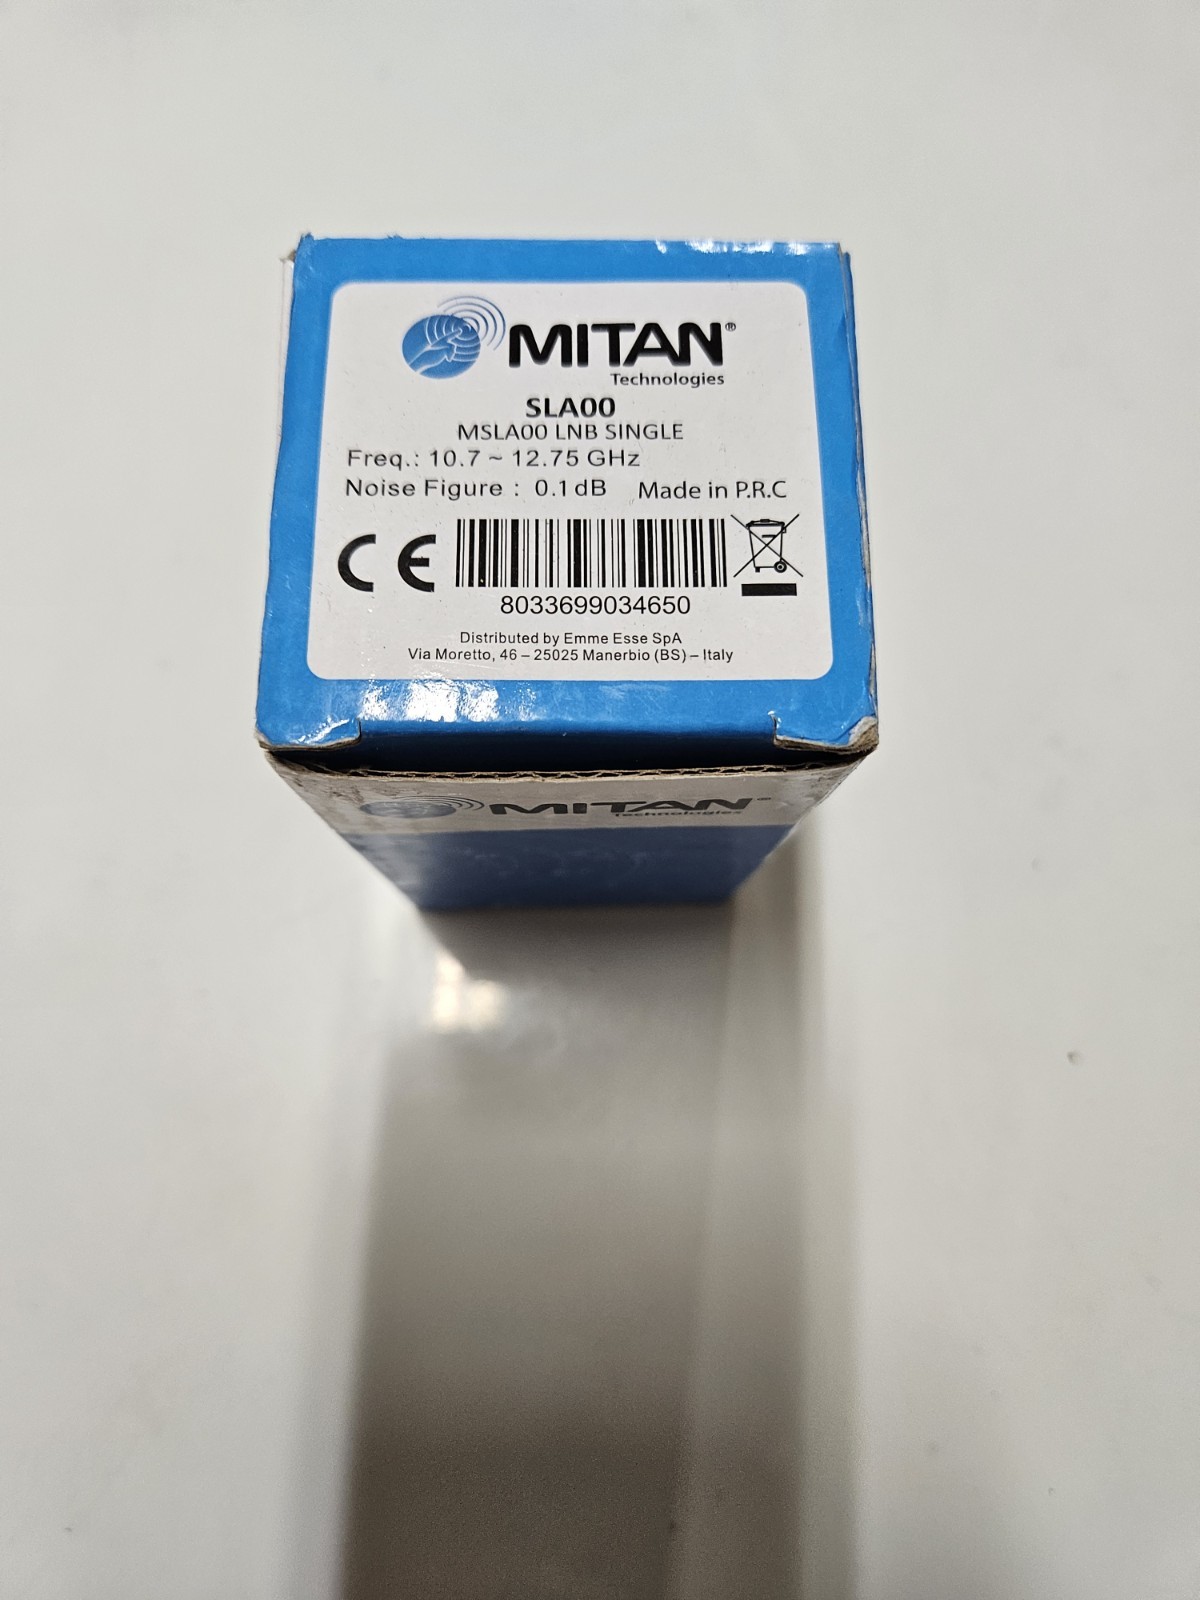 MITAN®
Technologies
SLA00
MSLA00 LNB SINGLE
Freq.: 10.7 ~ 12.75 GHz
Noise Figure : 0.1dB Made in P.R.C
CE
8033699034650
Distributed by Emme Esse SpA
Via Moretto, 46 – 25025 Manerbio (BS) – Italy
MITAN®
Technologies